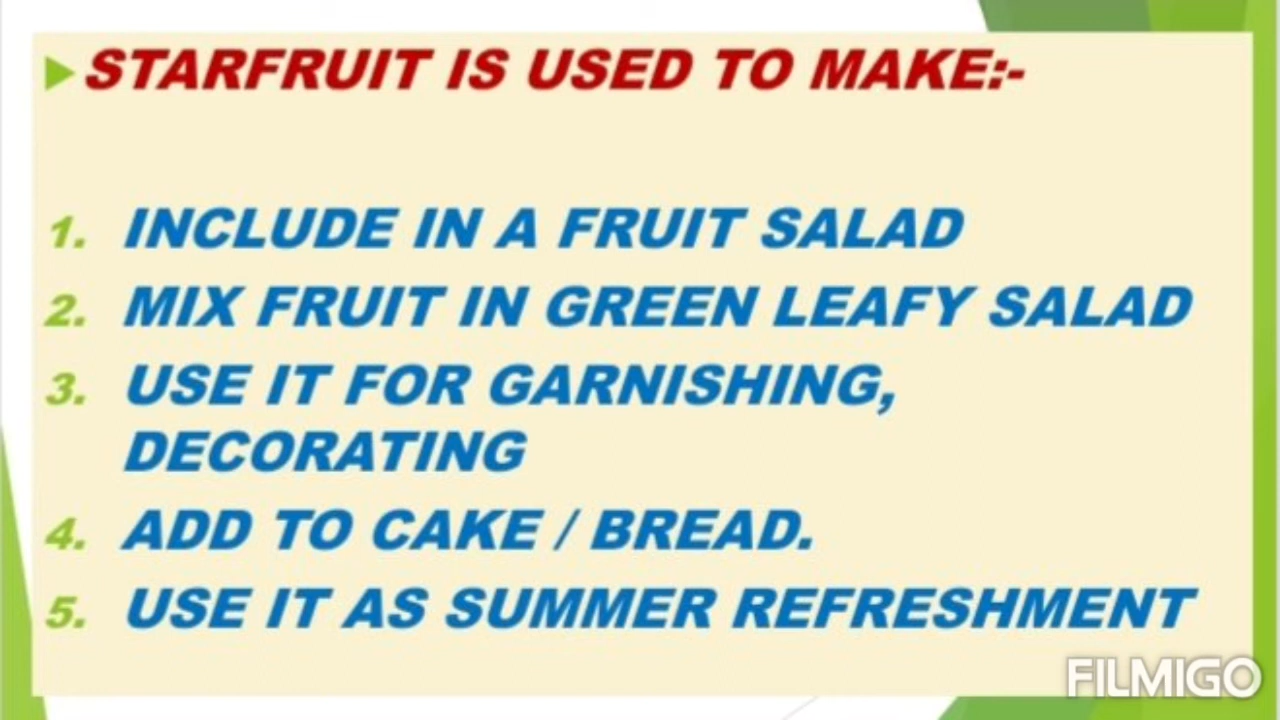 STARFRUIT IS USED TO MAKE:-
1. INCLUDE IN A FRUIT SALAD
2. MIX FRUIT IN GREEN LEAFY SALAD
3. USE IT FOR GARNISHING,
DECORATING
4. ADD TO CAKE / BREAD.
5. USE IT AS SUMMER REFRESHMENT
FILMIGO